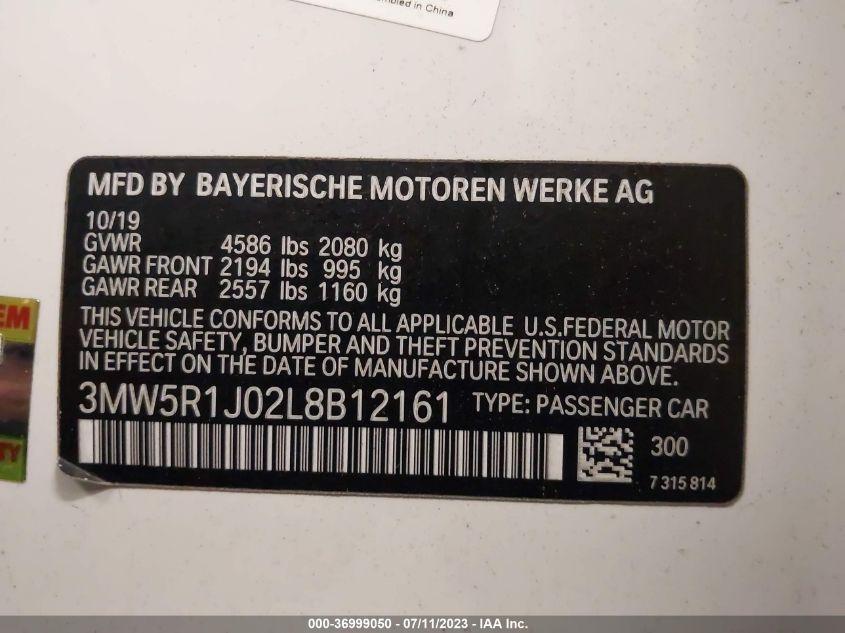 mbled in China
MFD BY BAYERISCHE MOTOREN WERKE AG
10/19
GVWR 4586 lbs 2080 kg
GAWR FRONT 2194 lbs 995 kg
GAWR REAR 2557 lbs 1160 kg
THIS VEHICLE CONFORMS TO ALL APPLICABLE U.S.FEDERAL MOTOR
VEHICLE SAFETY, BUMPER AND THEFT PREVENTION STANDARDS
IN EFFECT ON THE DATE OF MANUFACTURE SHOWN ABOVE.
3MW5R1J02L8B12161 TYPE: PASSENGER CAR
300
7 315 814
EM
TY
000-36999050 - 07/11/2023 - IAA Inc.